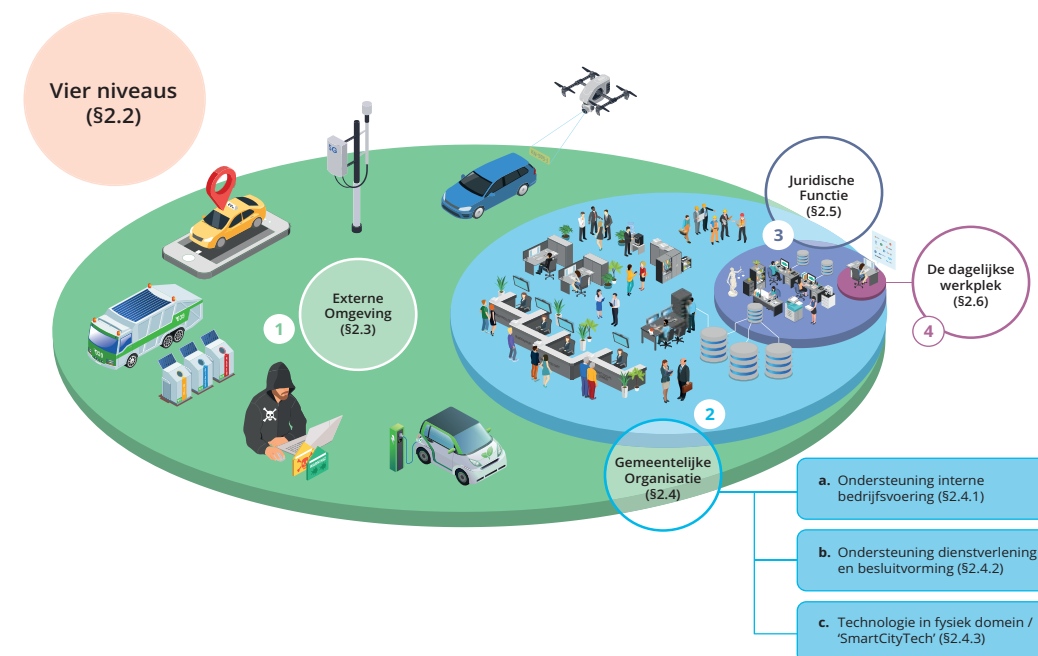 Vier niveaus
(§2.2)
5G
Juridische
Functie
(§2.5)
3
De dagelijkse
werkplek
(§2.6)
4
Externe
Omgeving
(§2.3)
1
2
Gemeentelijke
Organisatie
(§2.4)
a. Ondersteuning interne
bedrijfsvoering (§2.4.1)
b. Ondersteuning dienstverlening
en besluitvorming (§2.4.2)
c. Technologie in fysiek domein /
‘SmartCityTech’ (§2.4.3)